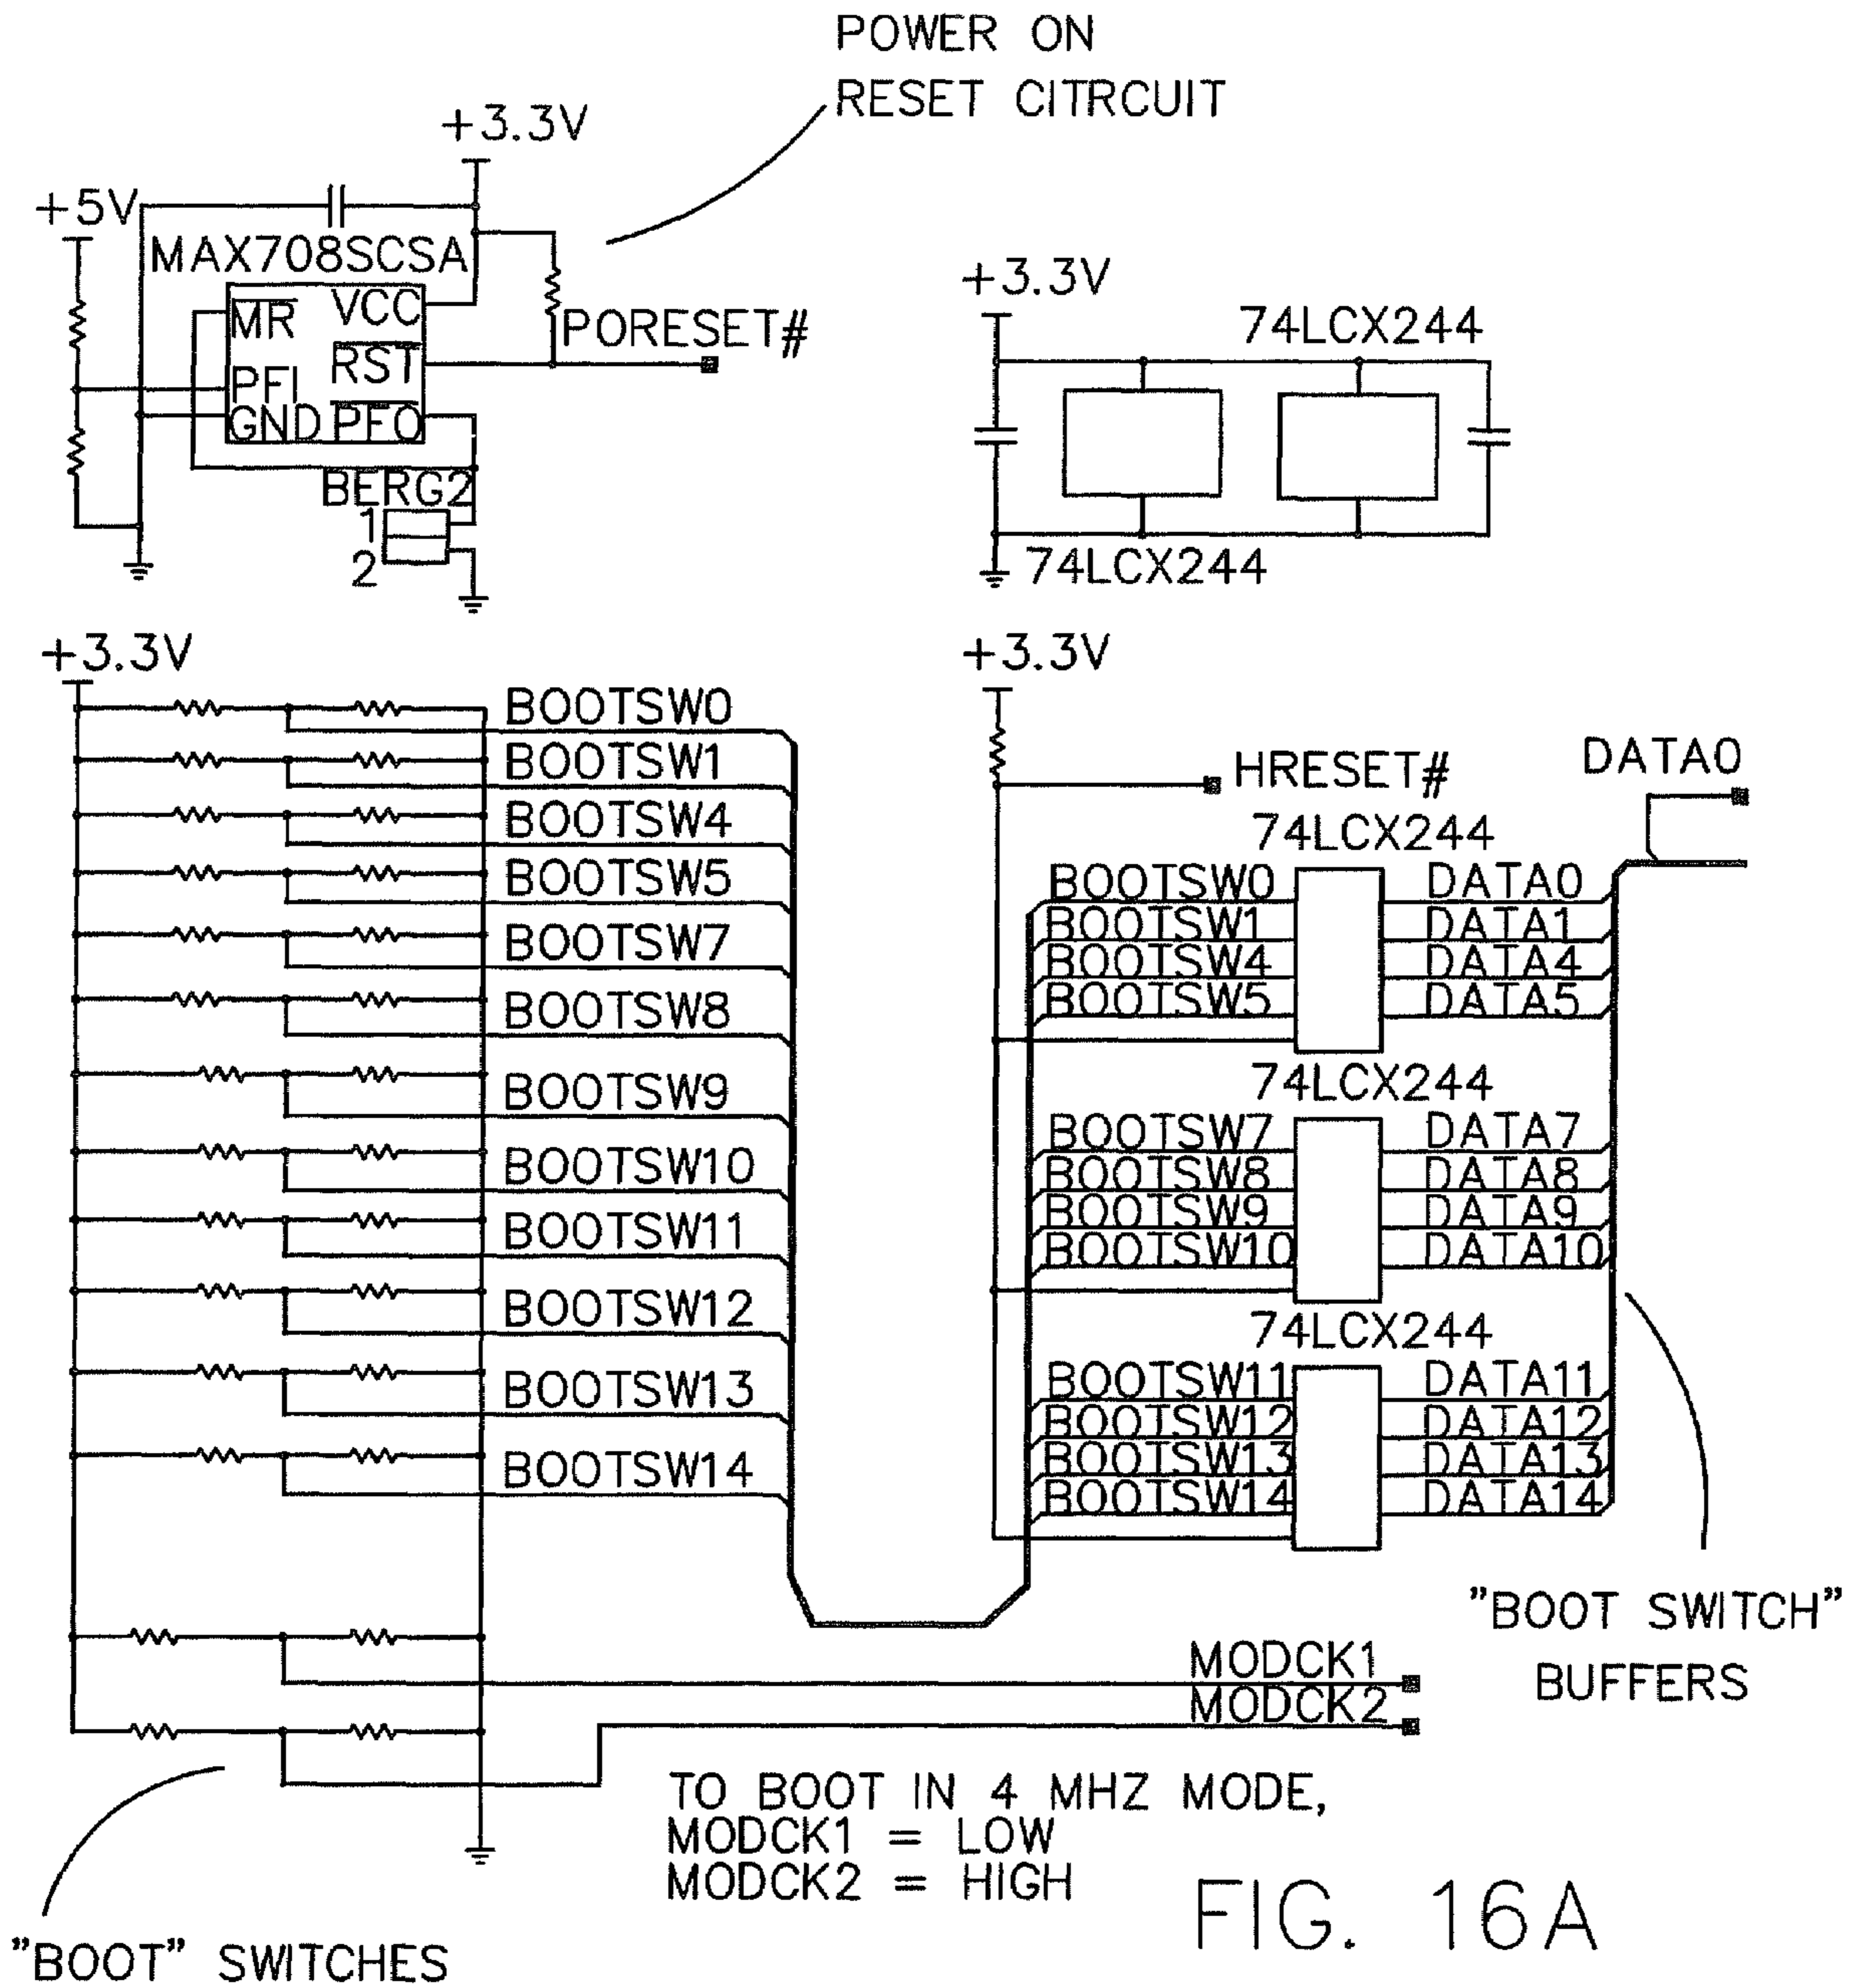 POWER ON
RESET CITRCUIT
+3.3V
+5V
MAX708SCSA
MR
VCC
PORESET#
RST
PFI
GND
PFO
BERG2
1
2
+3.3V
74LCX244
74LCX244
+3.3V
BOOTSW0
BOOTSW1
BOOTSW4
BOOTSW5
BOOTSW7
BOOTSW8
BOOTSW9
BOOTSW10
BOOTSW11
BOOTSW12
BOOTSW13
BOOTSW14
+3.3V
HRESET#
DATA0
74LCX244
BOOTSW0 DATA0
BOOTSW1 DATA1
BOOTSW4 DATA4
BOOTSW5 DATA5
74LCX244
BOOTSW7 DATA7
BOOTSW8 DATA8
BOOTSW9 DATA9
BOOTSW10 DATA10
74LCX244
BOOTSW11 DATA11
BOOTSW12 DATA12
BOOTSW13 DATA13
BOOTSW14 DATA14
"BOOT SWITCH"
BUFFERS
MODCK1
MODCK2
TO BOOT IN 4 MHZ MODE,
MODCK1 = LOW
MODCK2 = HIGH
"BOOT" SWITCHES
FIG. 16A